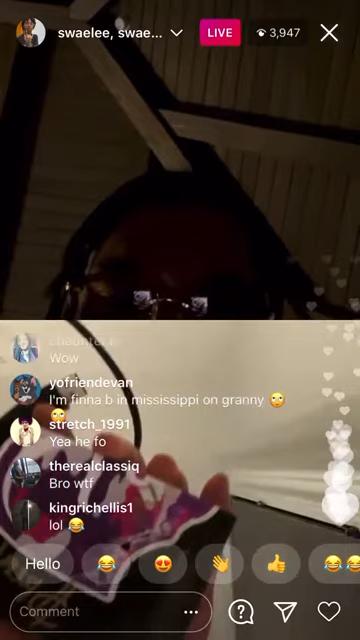 swaelee, swae...
LIVE
3,947
Wow
yofriendevan
I'm finna b in mississippi on granny 🙄
🙄
stretch_1991
Yea he fo
therealclassiq
Bro wtf
kingrichellis1
lol 😂
Hello 😂 😍 👋 👍 😂😂
Comment